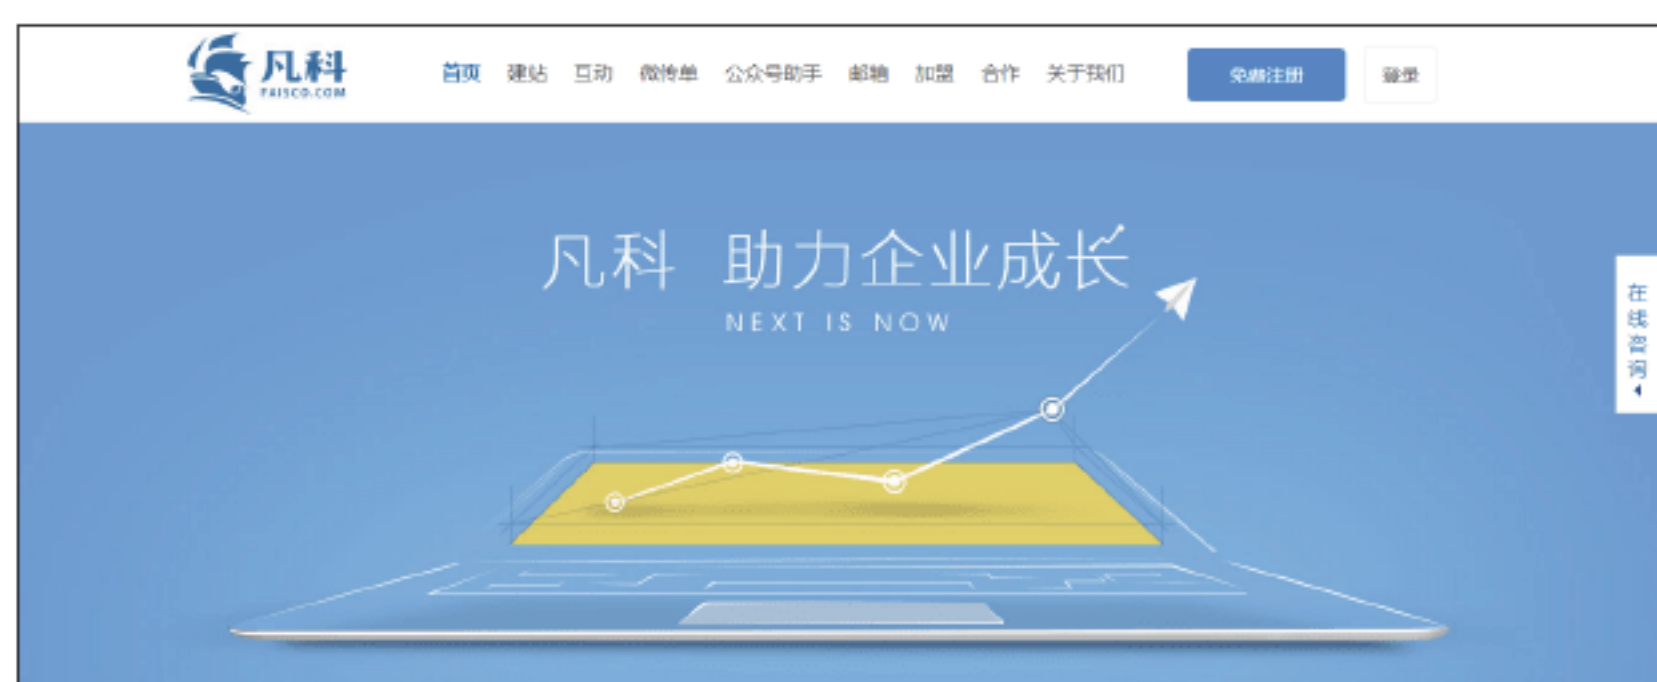 凡科
FAISCO.COM
首页 建站 互动 微传单 公众号助手 邮箱 加盟 合作 关于我们 免费注册 登录
凡科 助力企业成长
NEXT IS NOW
在线咨询